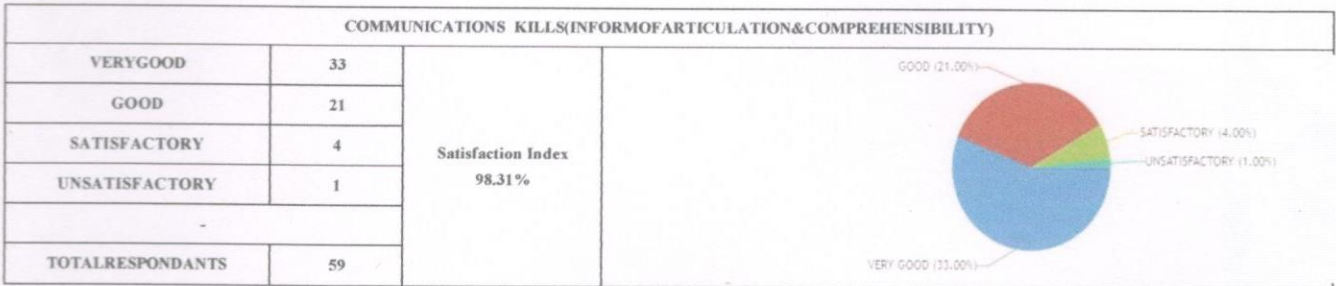 COMMUNICATIONS KILLS(INFORMOFARTICULATION&COMPREHENSIBILITY)
VERYGOOD 33
GOOD 21
SATISFACTORY 4
UNSATISFACTORY 1
-
TOTALRESPONDANTS 59
Satisfaction Index
98.31%
GOOD (21.00%)
SATISFACTORY (4.00%)
UNSATISFACTORY (1.00%)
VERY GOOD (33.00%)